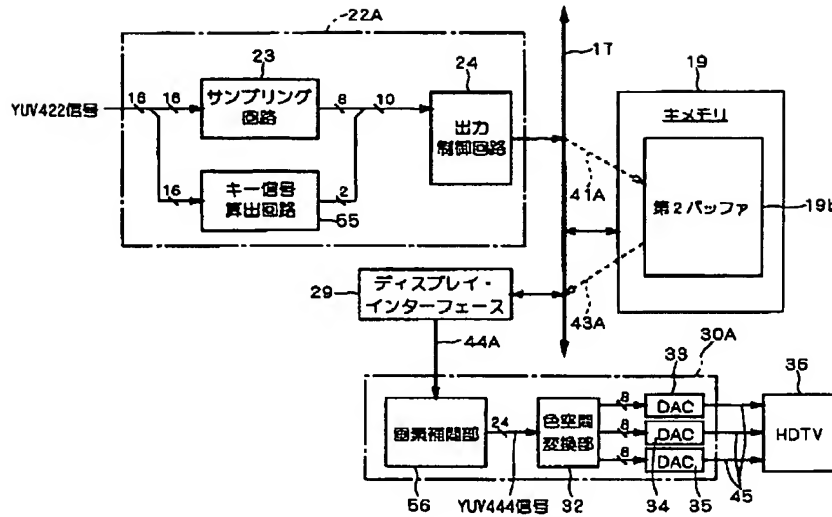 22A
YUV422信号
16
16
23
サンプリング
回路
8
10
24
出力
制御回路
16
キー信号
算出回路
2
55
17
19
主メモリ
第2バッファ
19b
41A
43A
29
ディスプレイ・
インターフェース
44A
30A
画素補間部
56
24
YUV444信号
色空間
変換部
32
8
8
8
33
DAC
DAC
34
DAC
35
45
36
HDTV